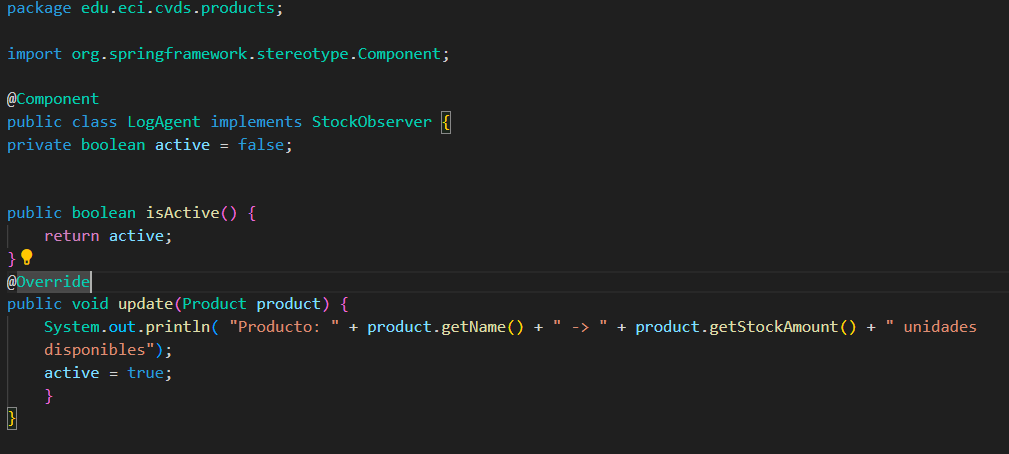 package edu.eci.cvds.products;
import org.springframework.stereotype.Component;
@Component
public class LogAgent implements StockObserver {
private boolean active = false;
public boolean isActive() {
return active;
}
@Override
public void update(Product product) {
System.out.println( "Producto: " + product.getName() + " -> " + product.getStockAmount() + " unidades
disponibles");
active = true;
}
}